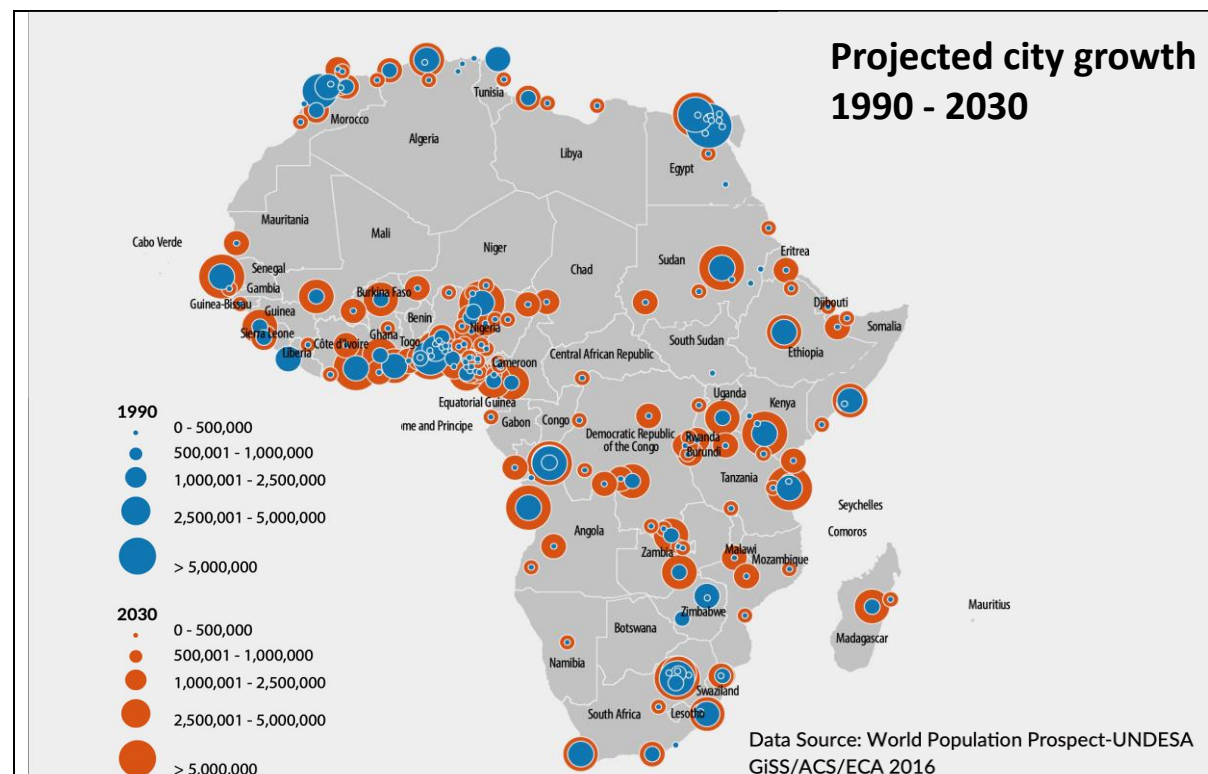 Projected city growth
1990 - 2030
Tunisia
Morocco
Algeria
Libya
Egypt
Mauritania
Mali
Niger
Cabo Verde
Chad
Sudan
Eritrea
Senegal
Gambia
Burkina Faso
Djibouti
Guinea-Bissau
Guinea
Benin
Nigeria
Somalia
Sierra Leone
Ghana
Togo
Côte d'Ivoire
Liberia
South Sudan
Ethiopia
Central African Republic
Cameroon
Equatorial Guinea
Uganda
Kenya
ome and Principe
Gabon
Congo
Democratic Republic
of the Congo
Rwanda
Burundi
Tanzania
Seychelles
Comoros
Angola
Zambia
Malawi
Mozambique
Zimbabwe
Mauritius
Botswana
Madagascar
Namibia
Swaziland
South Africa
Lesotho
1990
0 - 500,000
500,001 - 1,000,000
1,000,001 - 2,500,000
2,500,001 - 5,000,000
> 5,000,000
2030
0 - 500,000
500,001 - 1,000,000
1,000,001 - 2,500,000
2,500,001 - 5,000,000
> 5,000,000
Data Source: World Population Prospect-UNDESA
GiSS/ACS/ECA 2016